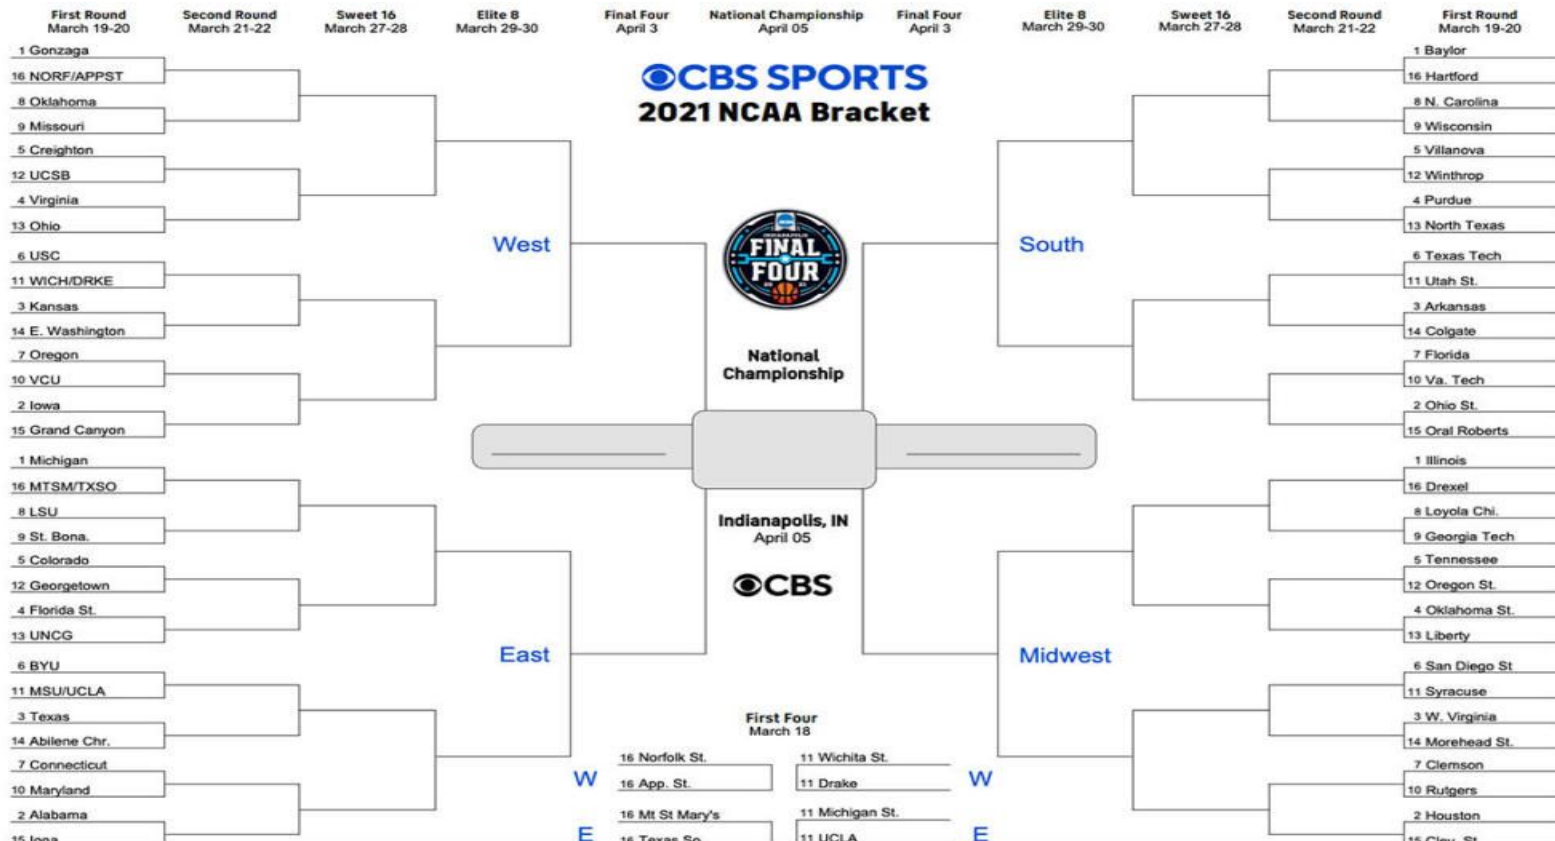 First Round Second Round Sweet 16 Elite 8 Final Four National Championship Final Four Elite 8 Sweet 16 Second Round First Round
March 19-20 March 21-22 March 27-28 March 29-30 April 3 April 05 April 3 March 29-30 March 27-28 March 21-22 March 19-20
CBS SPORTS
2021 NCAA Bracket
1 Gonzaga
16 NORF/APPST
8 Oklahoma
9 Missouri
5 Creighton
12 UCSB
4 Virginia
13 Ohio
West
6 USC
11 WICH/DRKE
3 Kansas
14 E. Washington
7 Oregon
10 VCU
2 Iowa
15 Grand Canyon
1 Michigan
16 MTSM/TXSO
8 LSU
9 St. Bona.
5 Colorado
12 Georgetown
4 Florida St.
13 UNCG
East
6 BYU
11 MSU/UCLA
3 Texas
14 Abilene Chr.
7 Connecticut
10 Maryland
2 Alabama
15 Iona
INDIANAPOLIS
FINAL
FOUR
National
Championship
Indianapolis, IN
April 05
CBS
First Four
March 18
W
16 Norfolk St.
16 App. St.
11 Wichita St.
11 Drake
W
E
16 Mt St Mary's
16 Texas So
11 Michigan St.
11 UCLA
E
1 Baylor
16 Hartford
8 N. Carolina
9 Wisconsin
5 Villanova
12 Winthrop
4 Purdue
13 North Texas
South
6 Texas Tech
11 Utah St.
3 Arkansas
14 Colgate
7 Florida
10 Va. Tech
2 Ohio St.
15 Oral Roberts
1 Illinois
16 Drexel
8 Loyola Chi.
9 Georgia Tech
5 Tennessee
12 Oregon St.
4 Oklahoma St.
13 Liberty
Midwest
6 San Diego St
11 Syracuse
3 W. Virginia
14 Morehead St.
7 Clemson
10 Rutgers
2 Houston
15 Clev. St